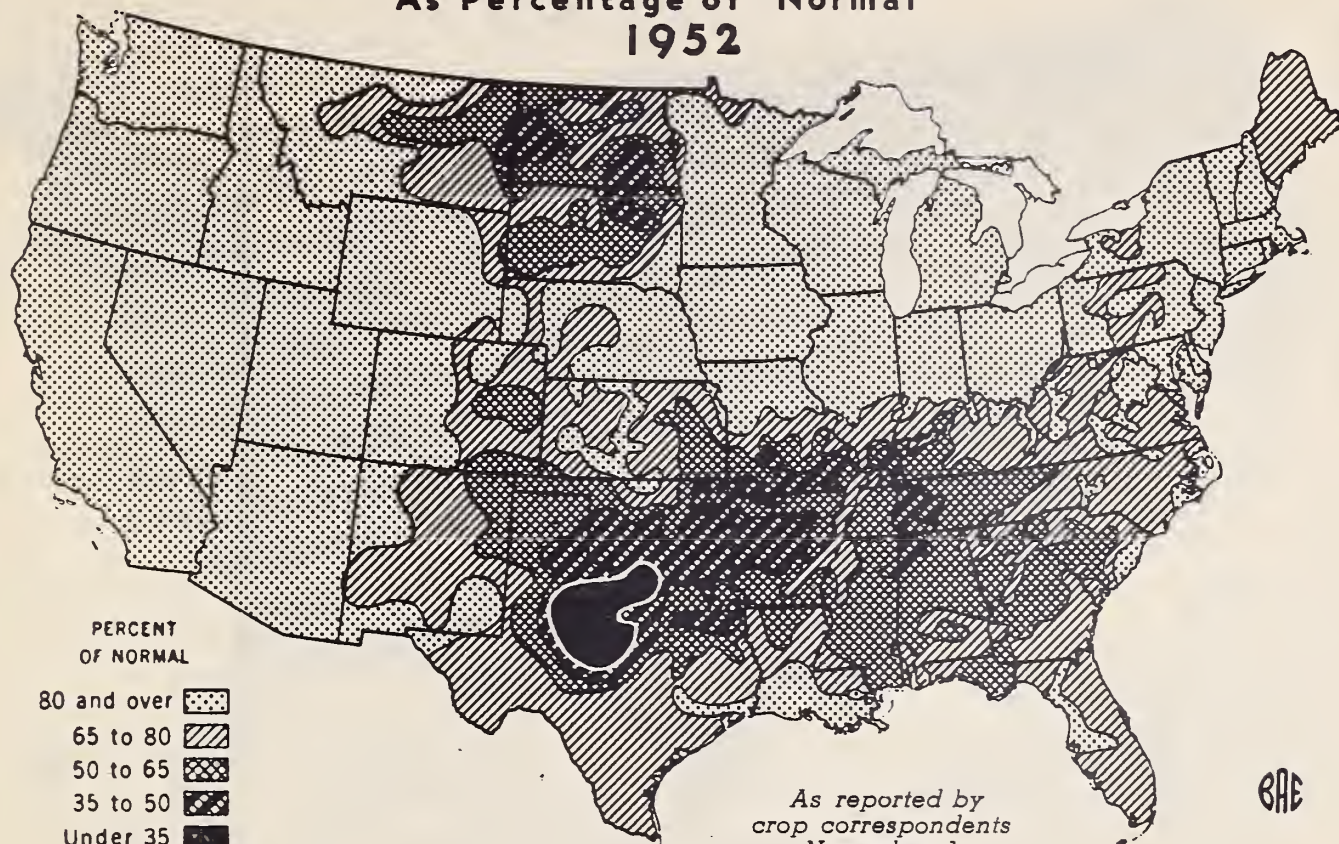 As Percentage of Normal
1952
PERCENT
OF NORMAL
80 and over
65 to 80
50 to 65
35 to 50
Under 35
As reported by
crop correspondents
BAE